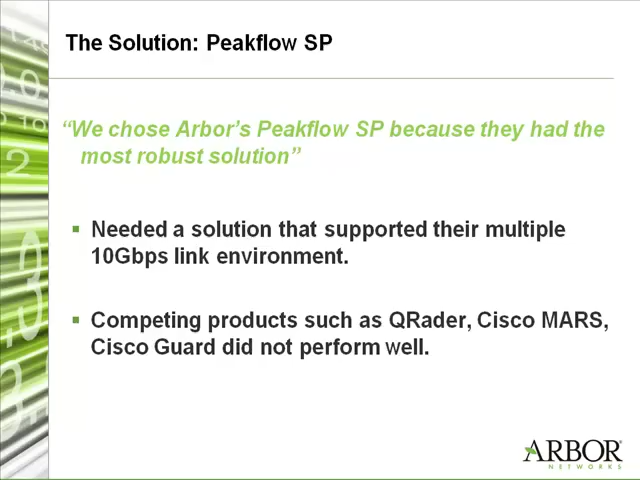 The Solution: Peakflow SP
“We chose Arbor’s Peakflow SP because they had the
most robust solution”
▪ Needed a solution that supported their multiple
10Gbps link environment.
▪ Competing products such as QRader, Cisco MARS,
Cisco Guard did not perform well.
ARBOR
NETWORKS